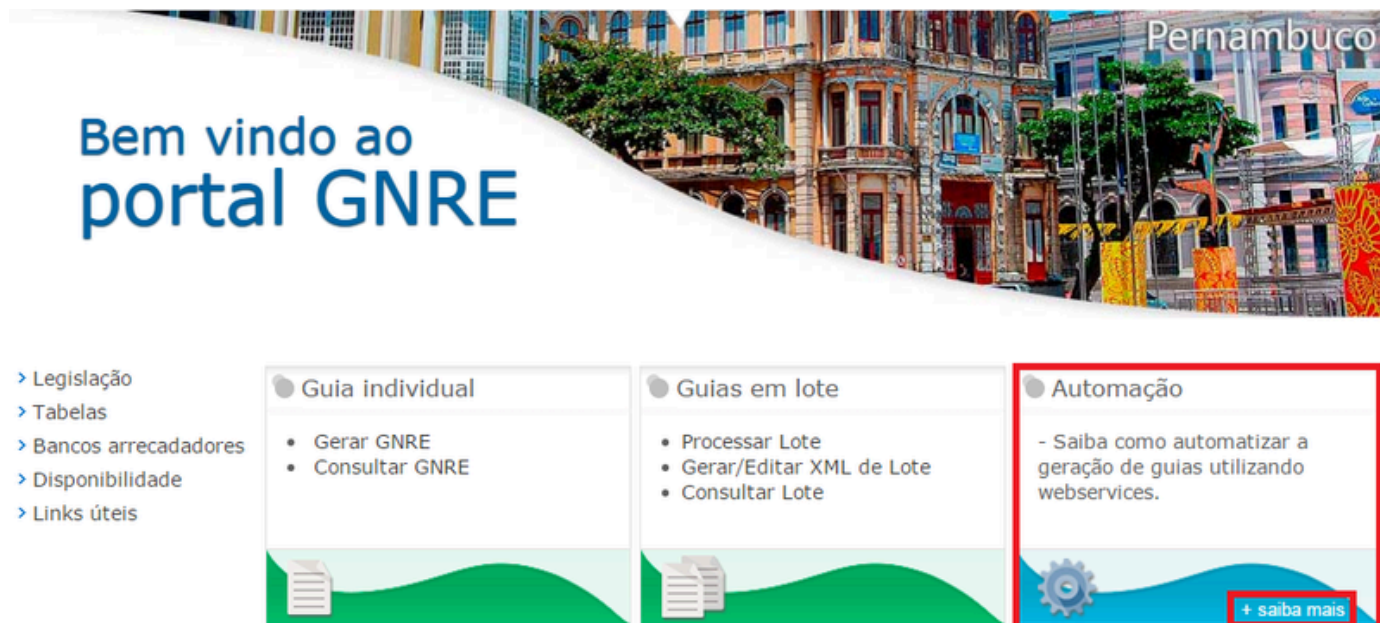 Pernambuco
Bem vindo ao
portal GNRE
> Legislação
> Tabelas
> Bancos arrecadadores
> Disponibilidade
> Links úteis
Guia individual
• Gerar GNRE
• Consultar GNRE
Guias em lote
• Processar Lote
• Gerar/Editar XML de Lote
• Consultar Lote
Automação
- Saiba como automatizar a
geração de guias utilizando
webservices.
+ saiba mais